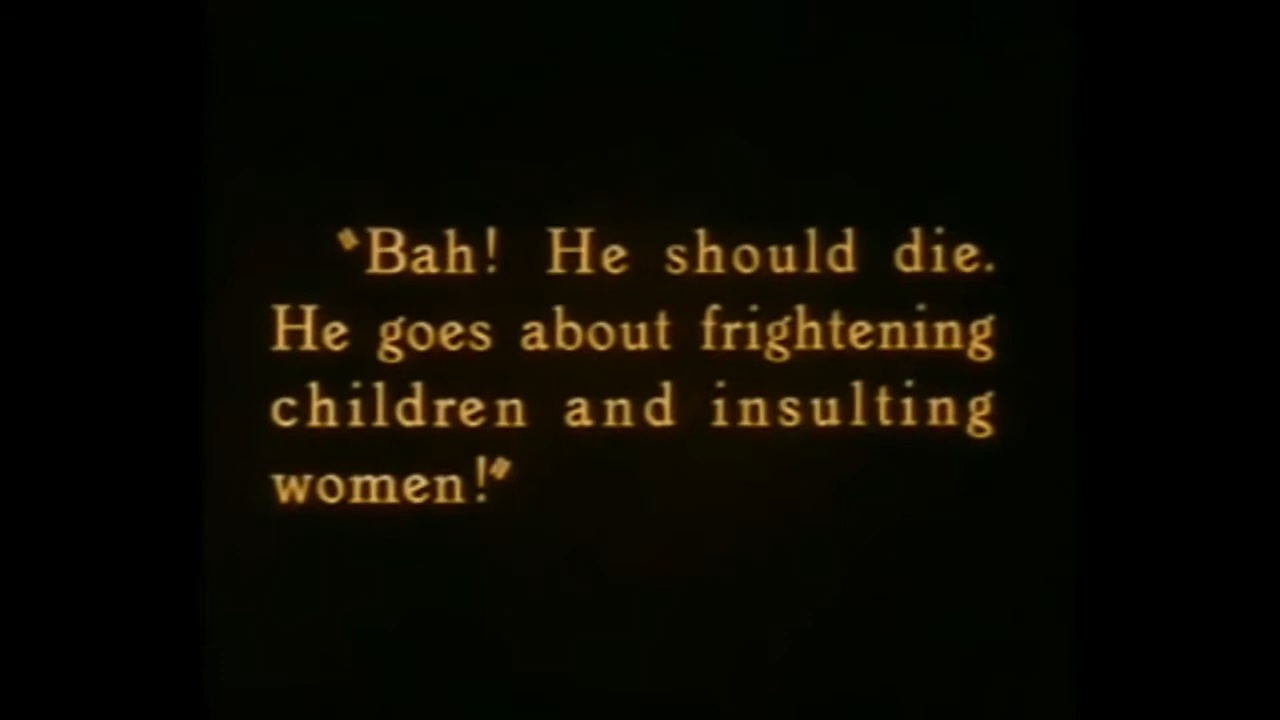 "Bah! He should die.
He goes about frightening
children and insulting
women!"